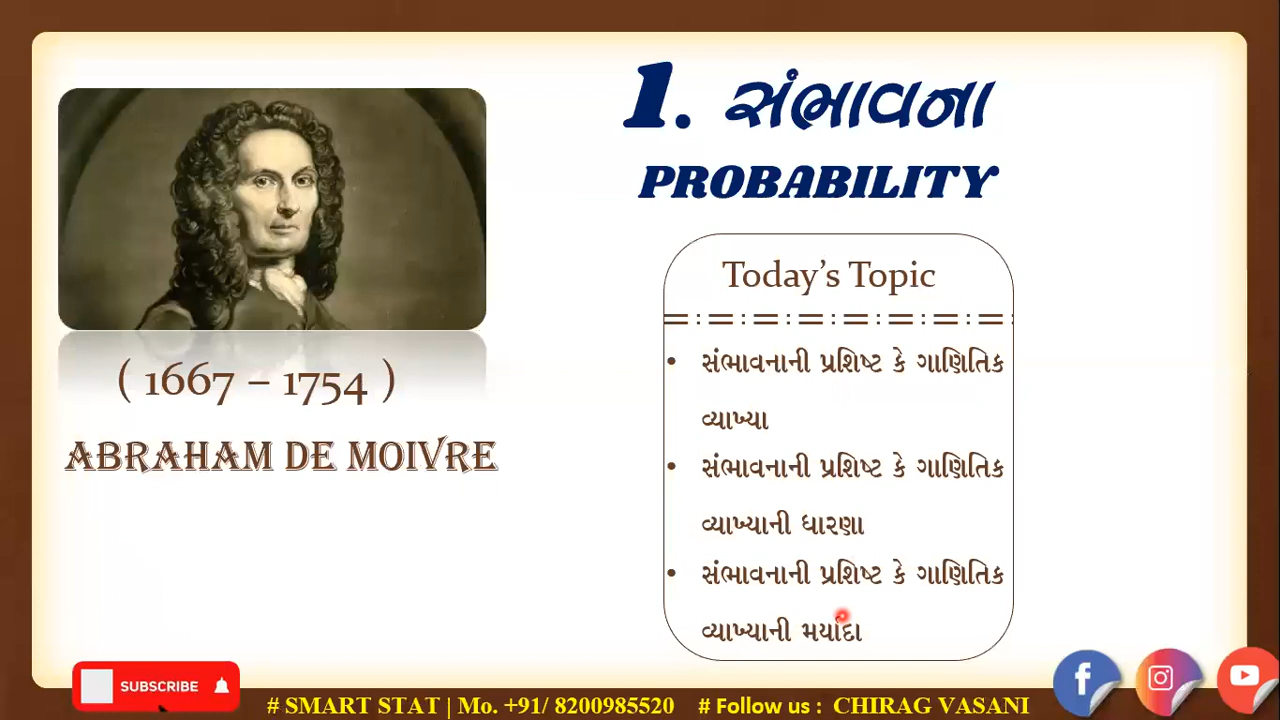 1. સંભાવના
PROBABILITY
( 1667 – 1754 )
ABRAHAM DE MOIVRE
Today’s Topic
• સંભાવનાની પ્રશિષ્ટ કે ગાણિતિક
વ્યાખ્યા
• સંભાવનાની પ્રશિષ્ટ કે ગાણિતિક
વ્યાખ્યાની ધારણા
• સંભાવનાની પ્રશિષ્ટ કે ગાણિતિક
વ્યાખ્યાની મર્યાદા
SUBSCRIBE
# SMART STAT | Mo. +91/ 8200985520 # Follow us : CHIRAG VASANI